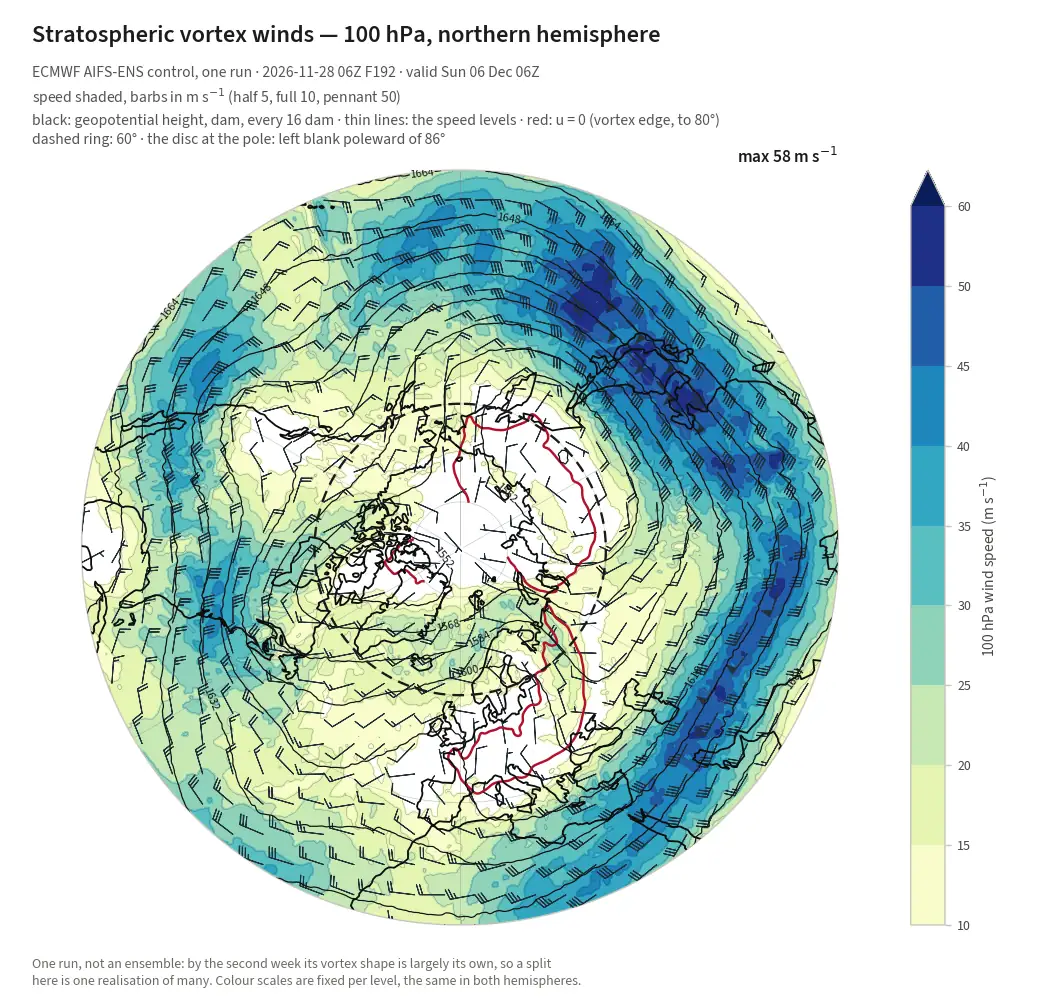 Stratospheric vortex winds — 100 hPa, northern hemisphere
ECMWF AIFS-ENS control, one run · 2026-11-28 06Z F192 · valid Sun 06 Dec 06Z
speed shaded, barbs in m s⁻¹ (half 5, full 10, pennant 50)
black: geopotential height, dam, every 16 dam · thin lines: the speed levels · red: u = 0 (vortex edge, to 80°)
dashed ring: 60° · the disc at the pole: left blank poleward of 86°
max 58 m s⁻¹
1664
1648
1664
1648
1664
1552
1568
1584
1600
1632
60
50
45
40
35
30
25
20
15
10
100 hPa wind speed (m s⁻¹)
One run, not an ensemble: by the second week its vortex shape is largely its own, so a split
here is one realisation of many. Colour scales are fixed per level, the same in both hemispheres.